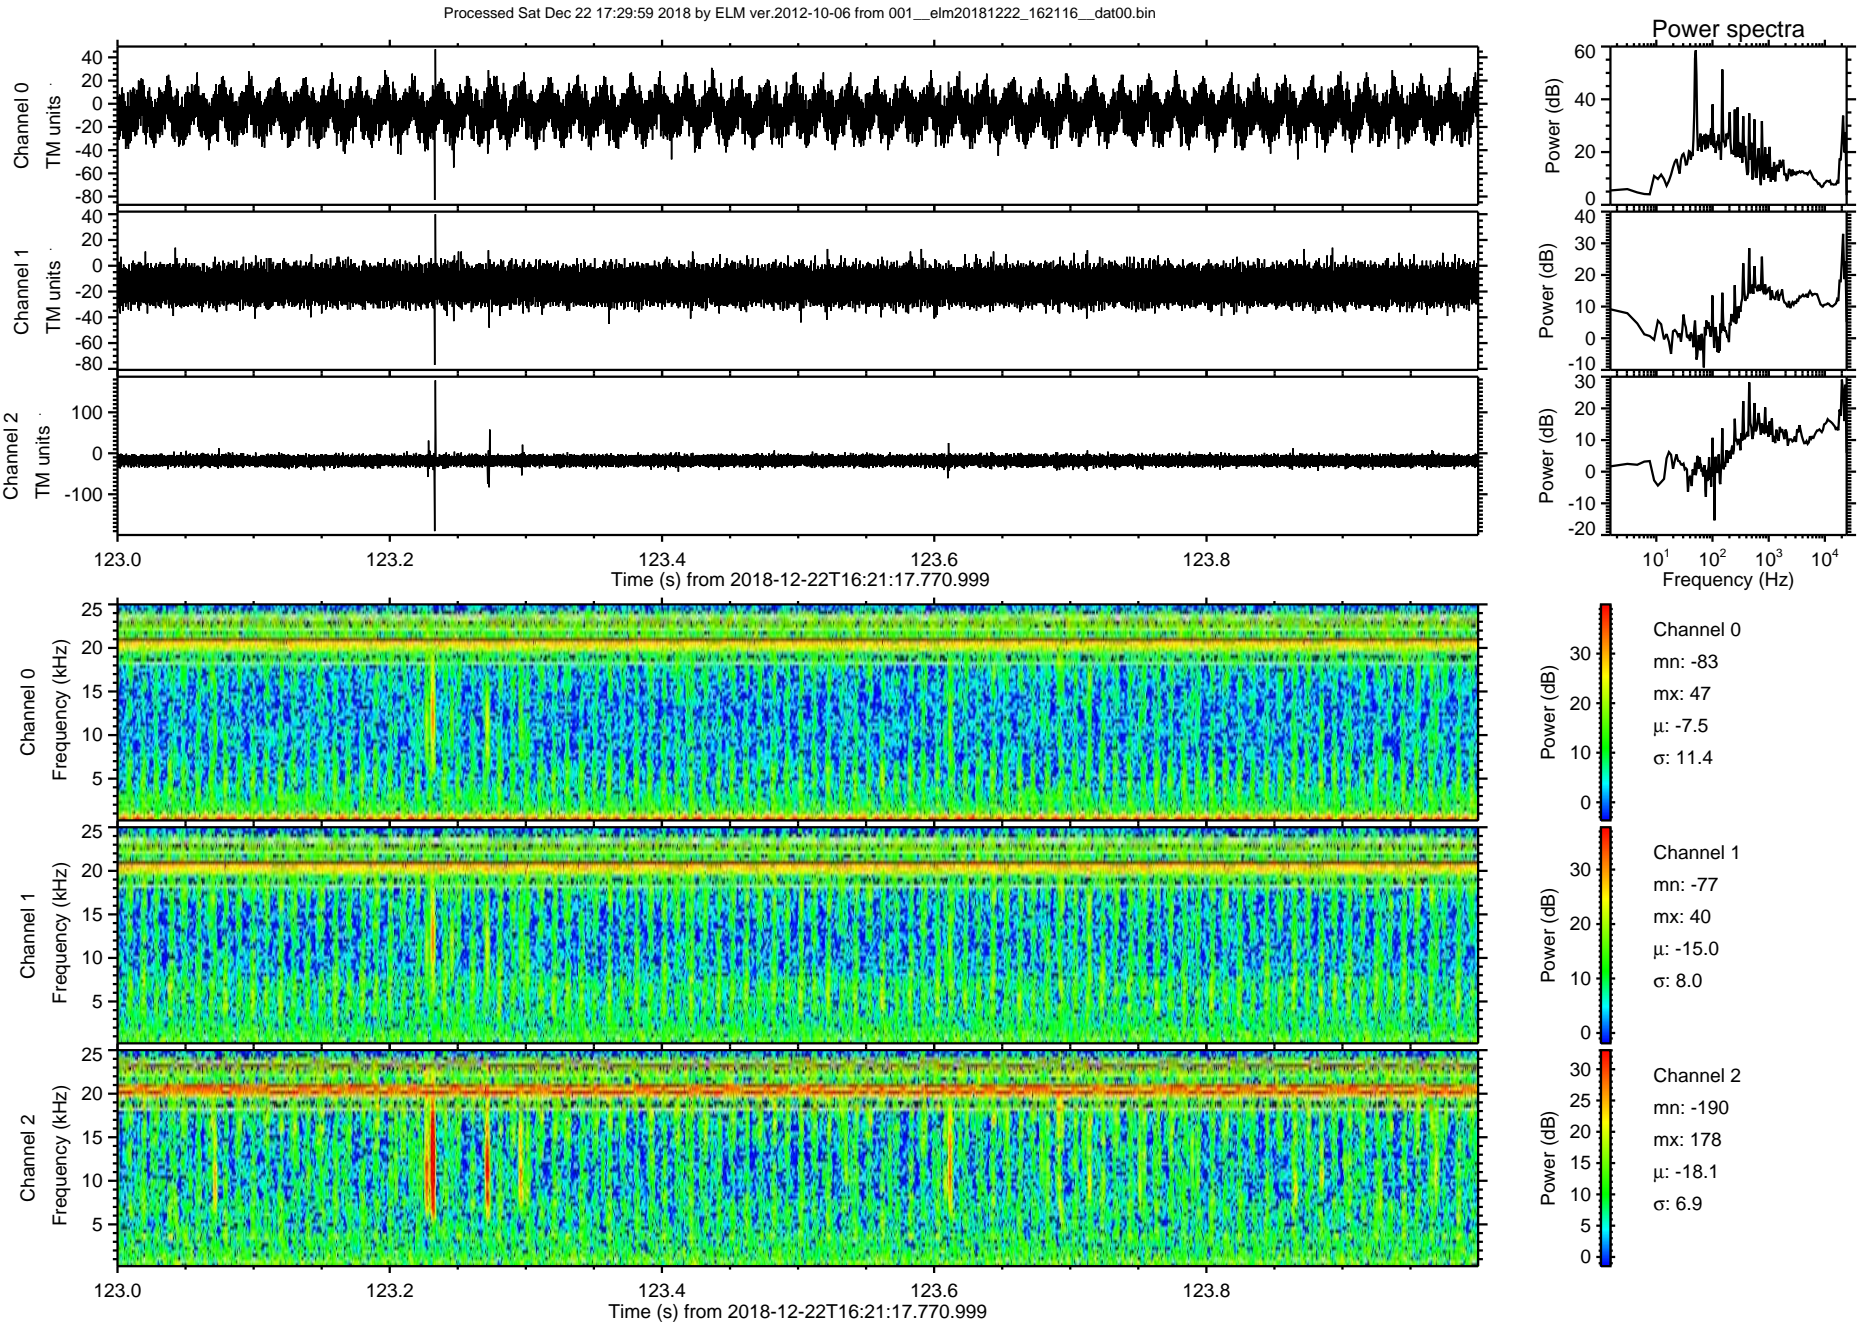 Processed Sat Dec 22 17:29:59 2018 by ELM ver.2012-10-06 from 001__elm20181222_162116__dat00.bin
Power spectra
Channel 0
TM units
40
20
0
-20
-40
-60
-80
Power (dB)
60
40
20
0
Channel 1
TM units
40
20
0
-20
-40
-60
-80
Power (dB)
40
30
20
10
0
-10
Channel 2
TM units
100
0
-100
Power (dB)
30
20
10
0
-10
-20
123.0 123.2 123.4 123.6 123.8
Time (s) from 2018-12-22T16:21:17.770.999
10^1 10^2 10^3 10^4
Frequency (Hz)
Channel 0
Frequency (kHz)
25
20
15
10
5
Power (dB)
30
20
10
0
Channel 0
mn: -83
mx: 47
μ: -7.5
σ: 11.4
Channel 1
Frequency (kHz)
25
20
15
10
5
Power (dB)
30
20
10
0
Channel 1
mn: -77
mx: 40
μ: -15.0
σ: 8.0
Channel 2
Frequency (kHz)
25
20
15
10
5
Power (dB)
30
25
20
15
10
5
0
Channel 2
mn: -190
mx: 178
μ: -18.1
σ: 6.9
123.0 123.2 123.4 123.6 123.8
Time (s) from 2018-12-22T16:21:17.770.999